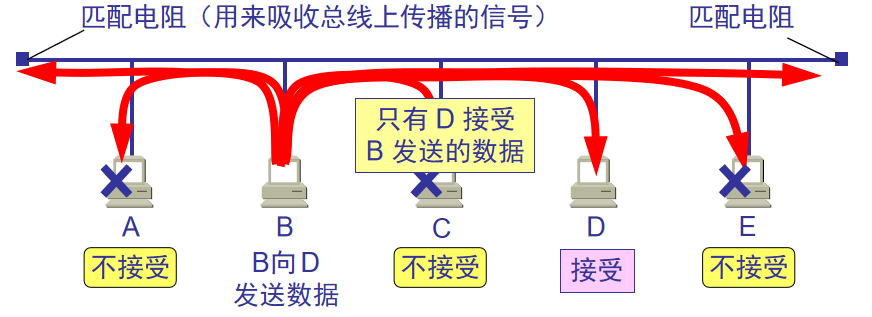 匹配电阻（用来吸收总线上传播的信号）
匹配电阻
只有 D 接受
B 发送的数据
A
B
C
D
E
不接受
B向D
发送数据
不接受
接受
不接受